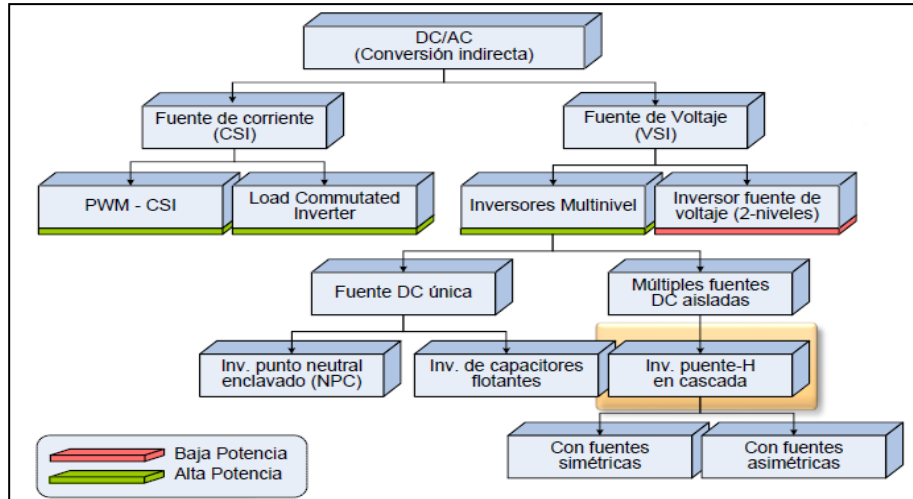 DC/AC
(Conversión indirecta)
Fuente de corriente
(CSI)
Fuente de Voltaje
(VSI)
PWM - CSI
Load Commutated
Inverter
Inversores Multinivel
Inversor fuente de
voltaje (2-niveles)
Fuente DC única
Múltiples fuentes
DC aisladas
Inv. punto neutral
enclavado (NPC)
Inv. de capacitores
flotantes
Inv. puente-H
en cascada
Con fuentes
simétricas
Con fuentes
asimétricas
Baja Potencia
Alta Potencia